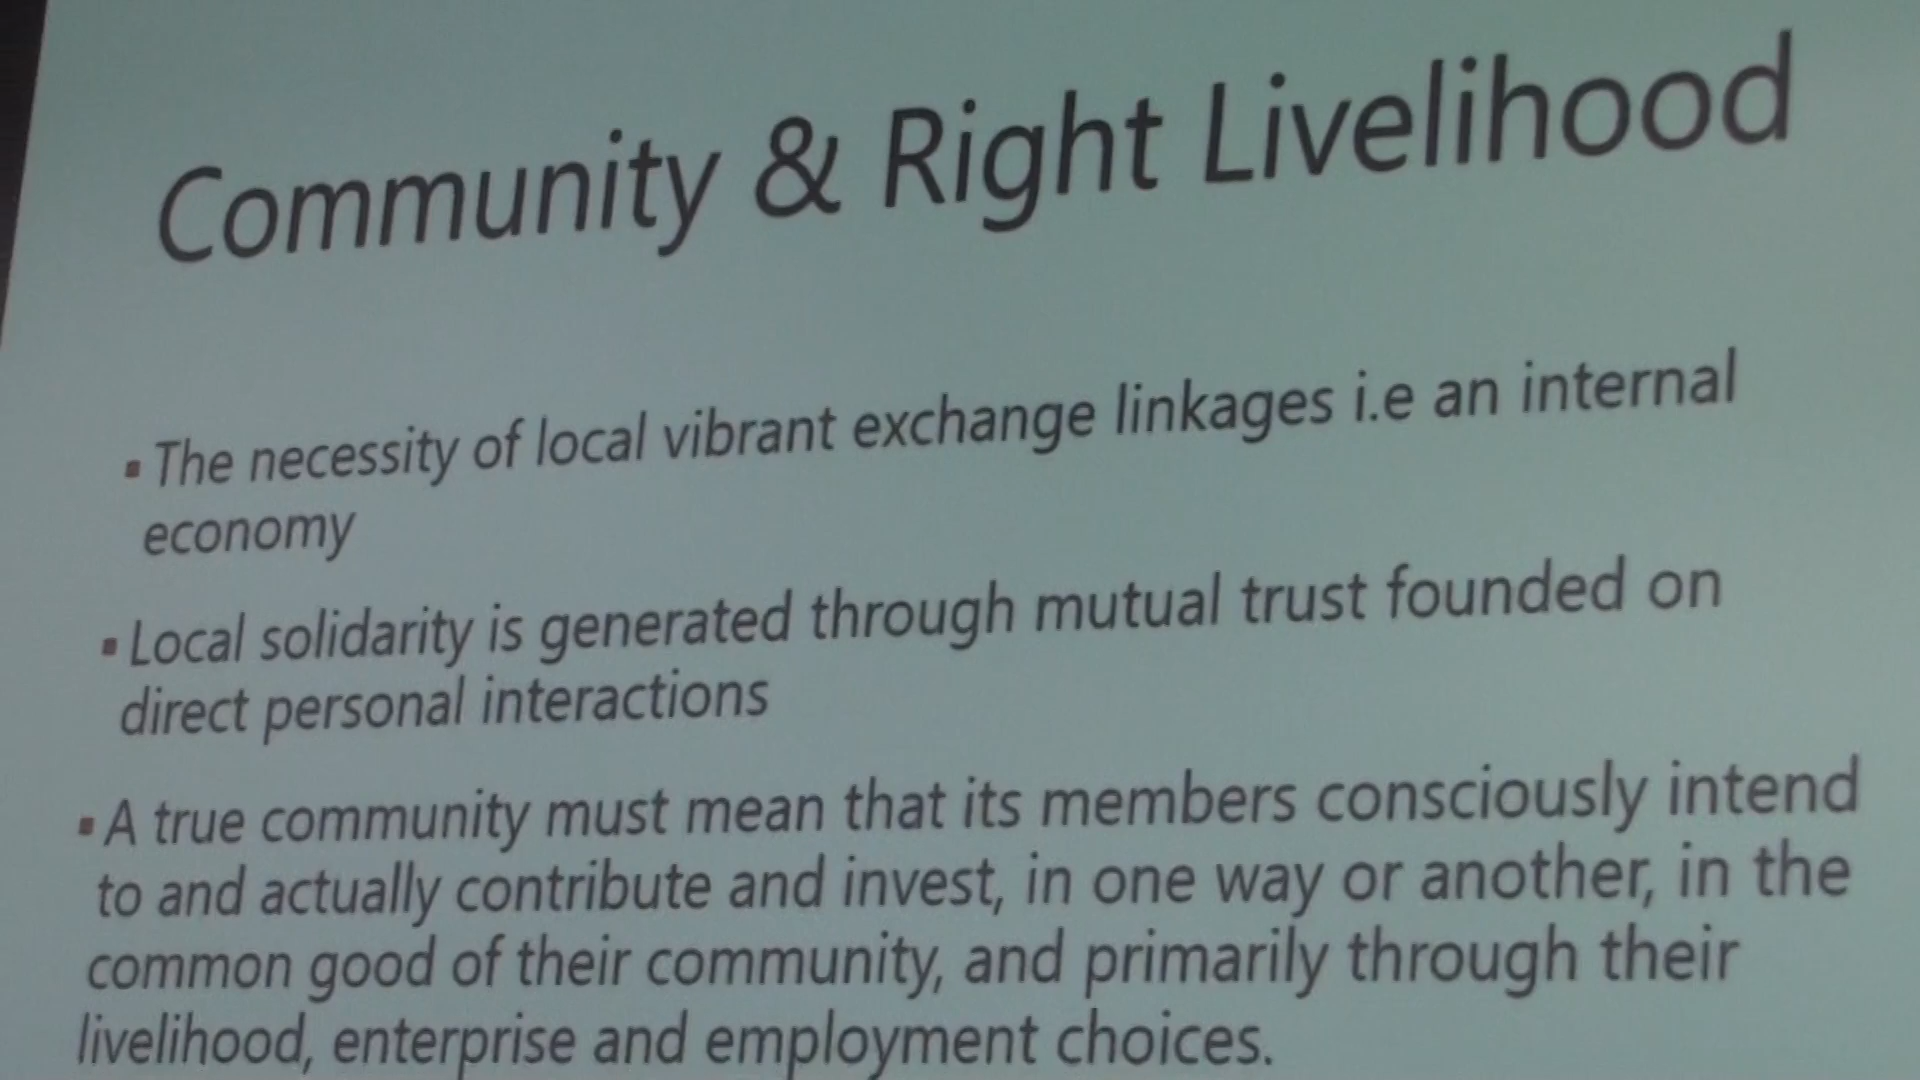 Community & Right Livelihood
▪ The necessity of local vibrant exchange linkages i.e an internal
economy
▪ Local solidarity is generated through mutual trust founded on
direct personal interactions
▪ A true community must mean that its members consciously intend
to and actually contribute and invest, in one way or another, in the
common good of their community, and primarily through their
livelihood, enterprise and employment choices.